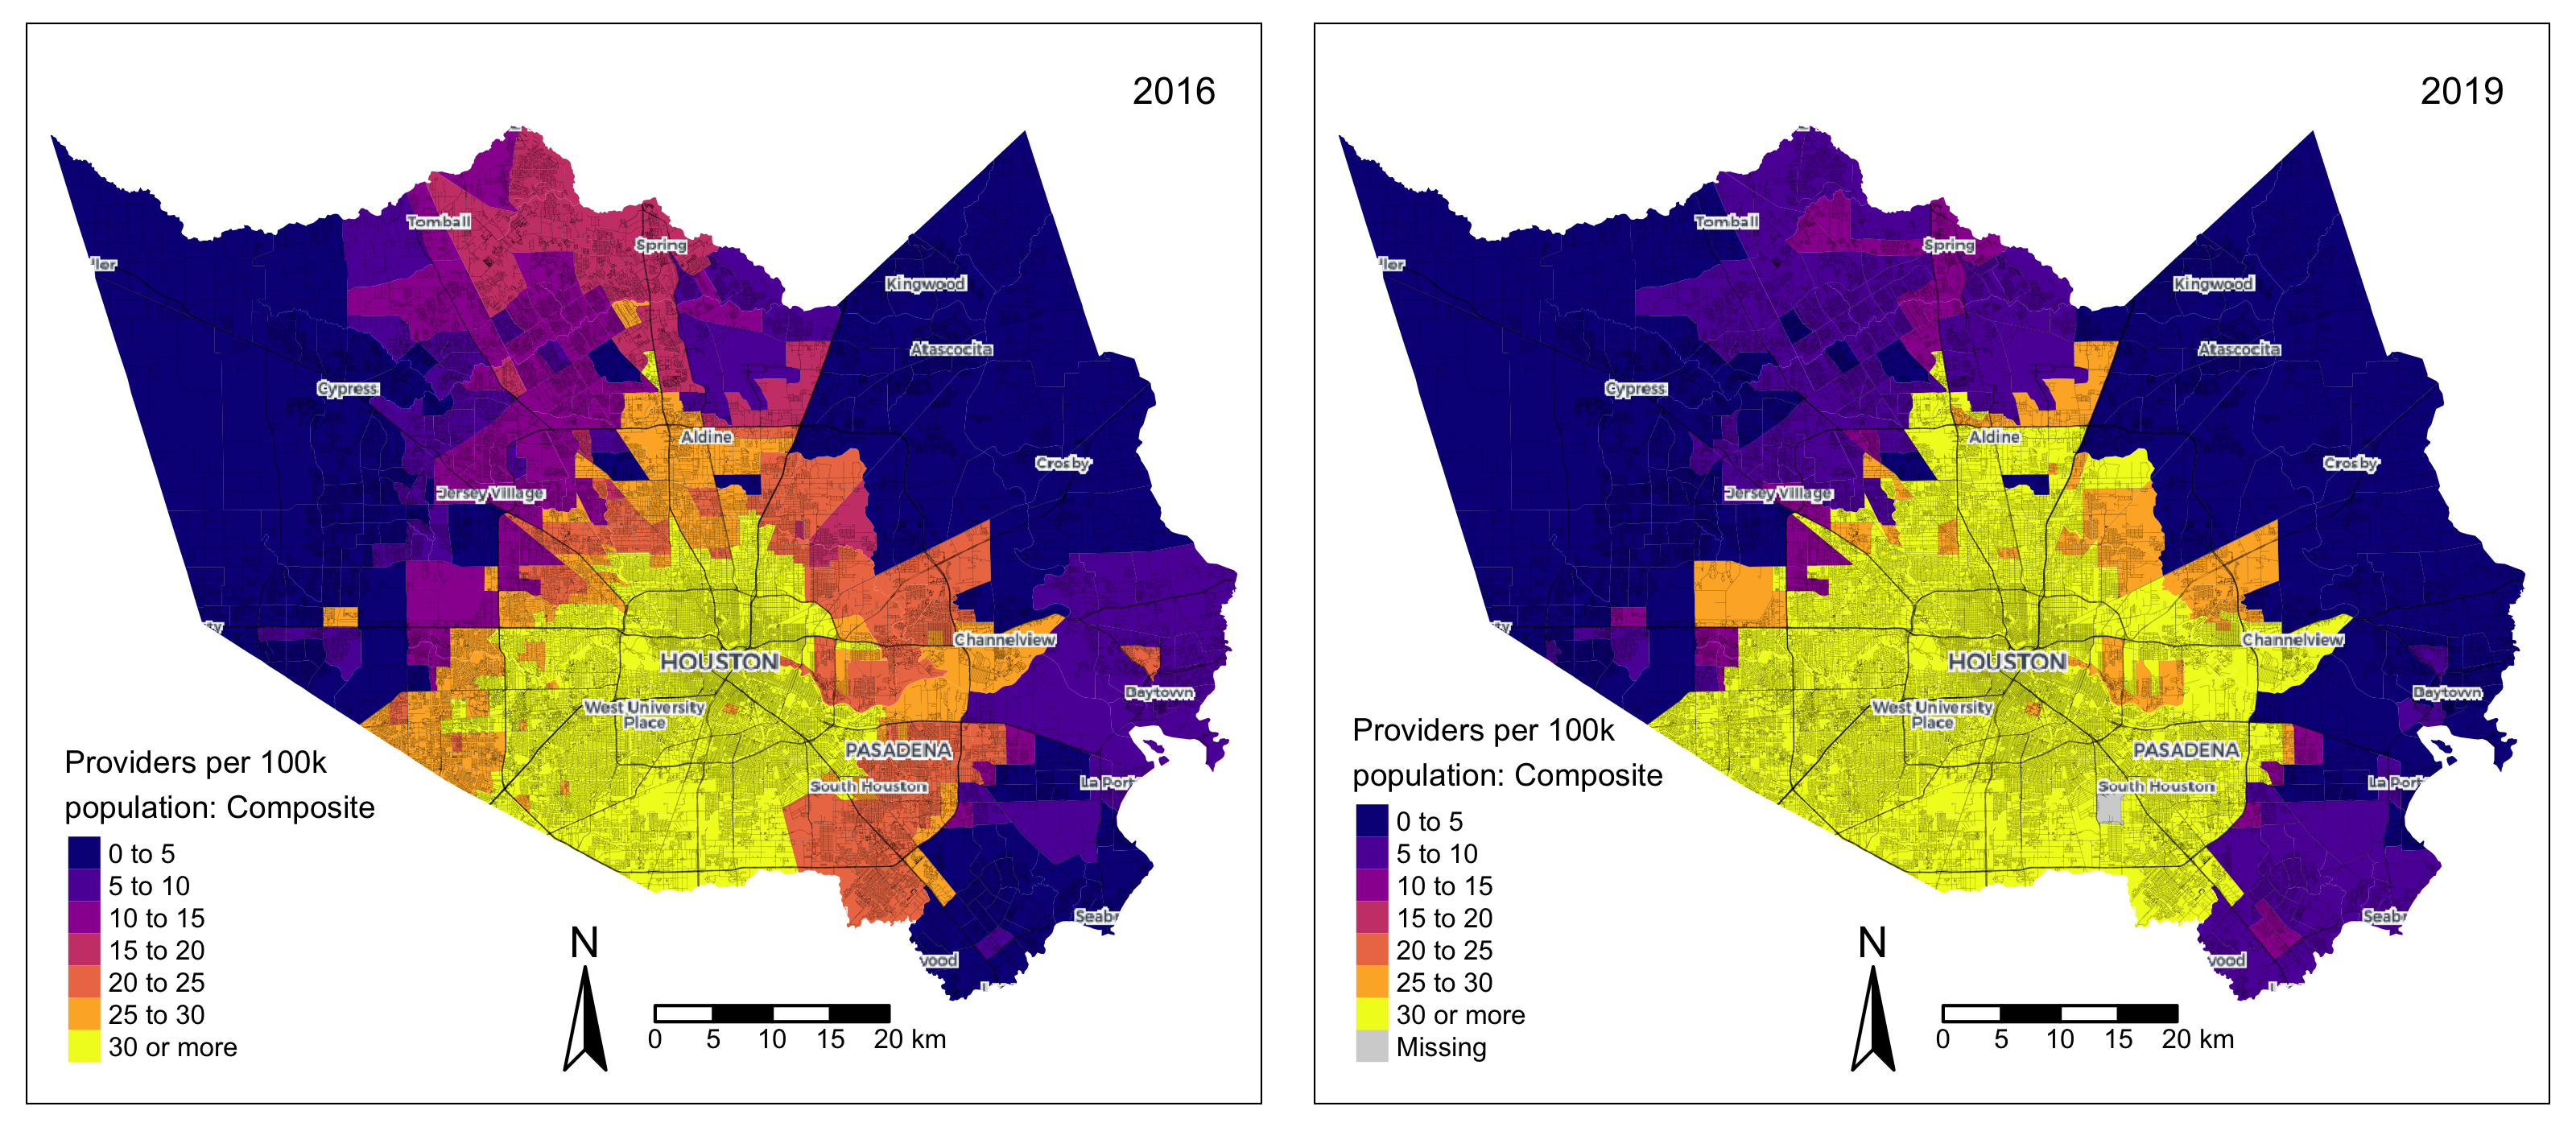 2016
Tomball
Spring
Kingwood
Atascocita
Cypress
Aldine
Crosby
Jersey Village
Channelview
HOUSTON
Baytown
West University
Place
PASADENA
La Port
South Houston
Seab
wood
Providers per 100k
population: Composite
0 to 5
5 to 10
10 to 15
15 to 20
20 to 25
25 to 30
30 or more
N
0 5 10 15 20 km
2019
Tomball
Spring
ler
Kingwood
Atascocita
Cypress
Aldine
Crosby
Jersey Village
Channelview
HOUSTON
Baytown
West University
Place
PASADENA
La Port
South Houston
Seab
wood
Providers per 100k
population: Composite
0 to 5
5 to 10
10 to 15
15 to 20
20 to 25
25 to 30
30 or more
Missing
N
0 5 10 15 20 km